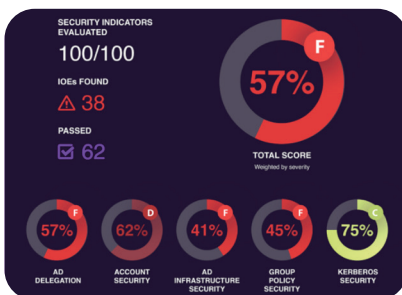 SECURITY INDICATORS
EVALUATED
100/100
IOEs FOUND
38
PASSED
62
F
57%
TOTAL SCORE
Weighted by severity
F
57%
AD
DELEGATION
D
62%
ACCOUNT
SECURITY
F
41%
AD
INFRASTRUCTURE
SECURITY
F
45%
GROUP
POLICY
SECURITY
C
75%
KERBEROS
SECURITY